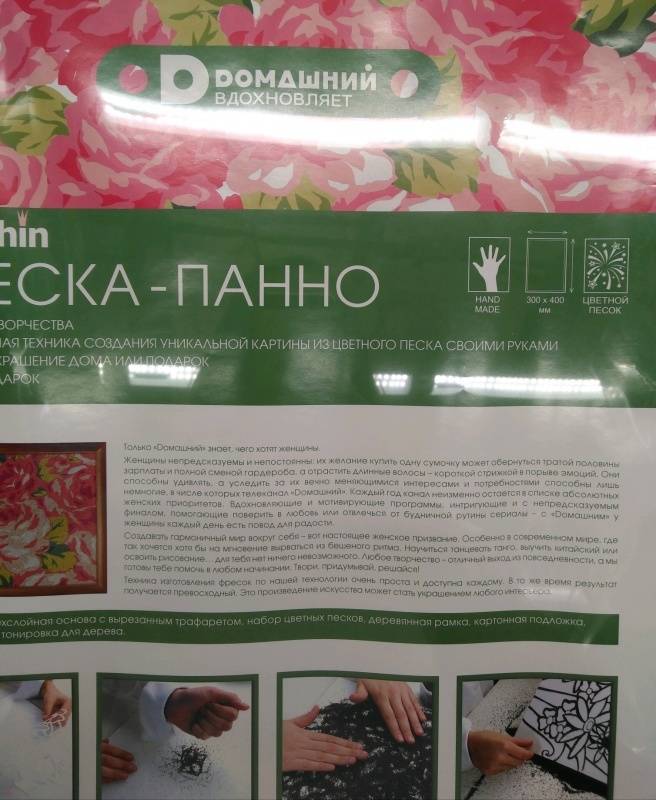 Dомашний
ВДОХНОВЛЯЕТ
hin
ЕСКА - ПАННО
HAND
MADE
300 x 400
мм
ЦВЕТНОЙ
ПЕСОК
ВОРЧЕСТВА
НАЯ ТЕХНИКА СОЗДАНИЯ УНИКАЛЬНОЙ КАРТИНЫ ИЗ ЦВЕТНОГО ПЕСКА СВОИМИ РУКАМИ
КРАШЕНИЕ ДОМА ИЛИ ПОДАРОК
ДАРОК
Только «Dомашний» знает, чего хотят женщины.
Женщины непредсказуемы и непостоянны: их желание купить одну сумочку может обернуться тратой половины
зарплаты и полной сменой гардероба, а отрастить длинные волосы – короткой стрижкой в порыве эмоций. Они
способны удивлять, а уследить за их вечно меняющимися интересами и потребностями способны лишь
немногие, в числе которых телеканал «Dомашний». Каждый год канал неизменно остается в списке абсолютных
женских приоритетов. Вдохновляющие и мотивирующие программы, интригующие и с непредсказуемым
финалом, помогающие поверить в любовь или отвлечься от будничной рутины сериалы – с «Dомашним» у
женщины каждый день есть повод для радости.
Создавать гармоничный мир вокруг себя – вот настоящее женское призвание. Особенно в современном мире, где
так хочется хотя бы на мгновение вырваться из бешеного ритма. Научиться танцевать танго, выучить китайский или
освоить рисование… для тебя нет ничего невозможного. Любое творчество – отличный выход из повседневности, а мы
готовы тебе помочь в любом начинании. Твори, придумывай, решайся!
Техника изготовления фресок по нашей технологии очень проста и доступна каждому. В то же время результат
получается превосходный. Это произведение искусства может стать украшением любого интерьера.
ухслойная основа с вырезанным трафаретом, набор цветных песков, деревянная рамка, картонная подложка,
тонировка для дерева.